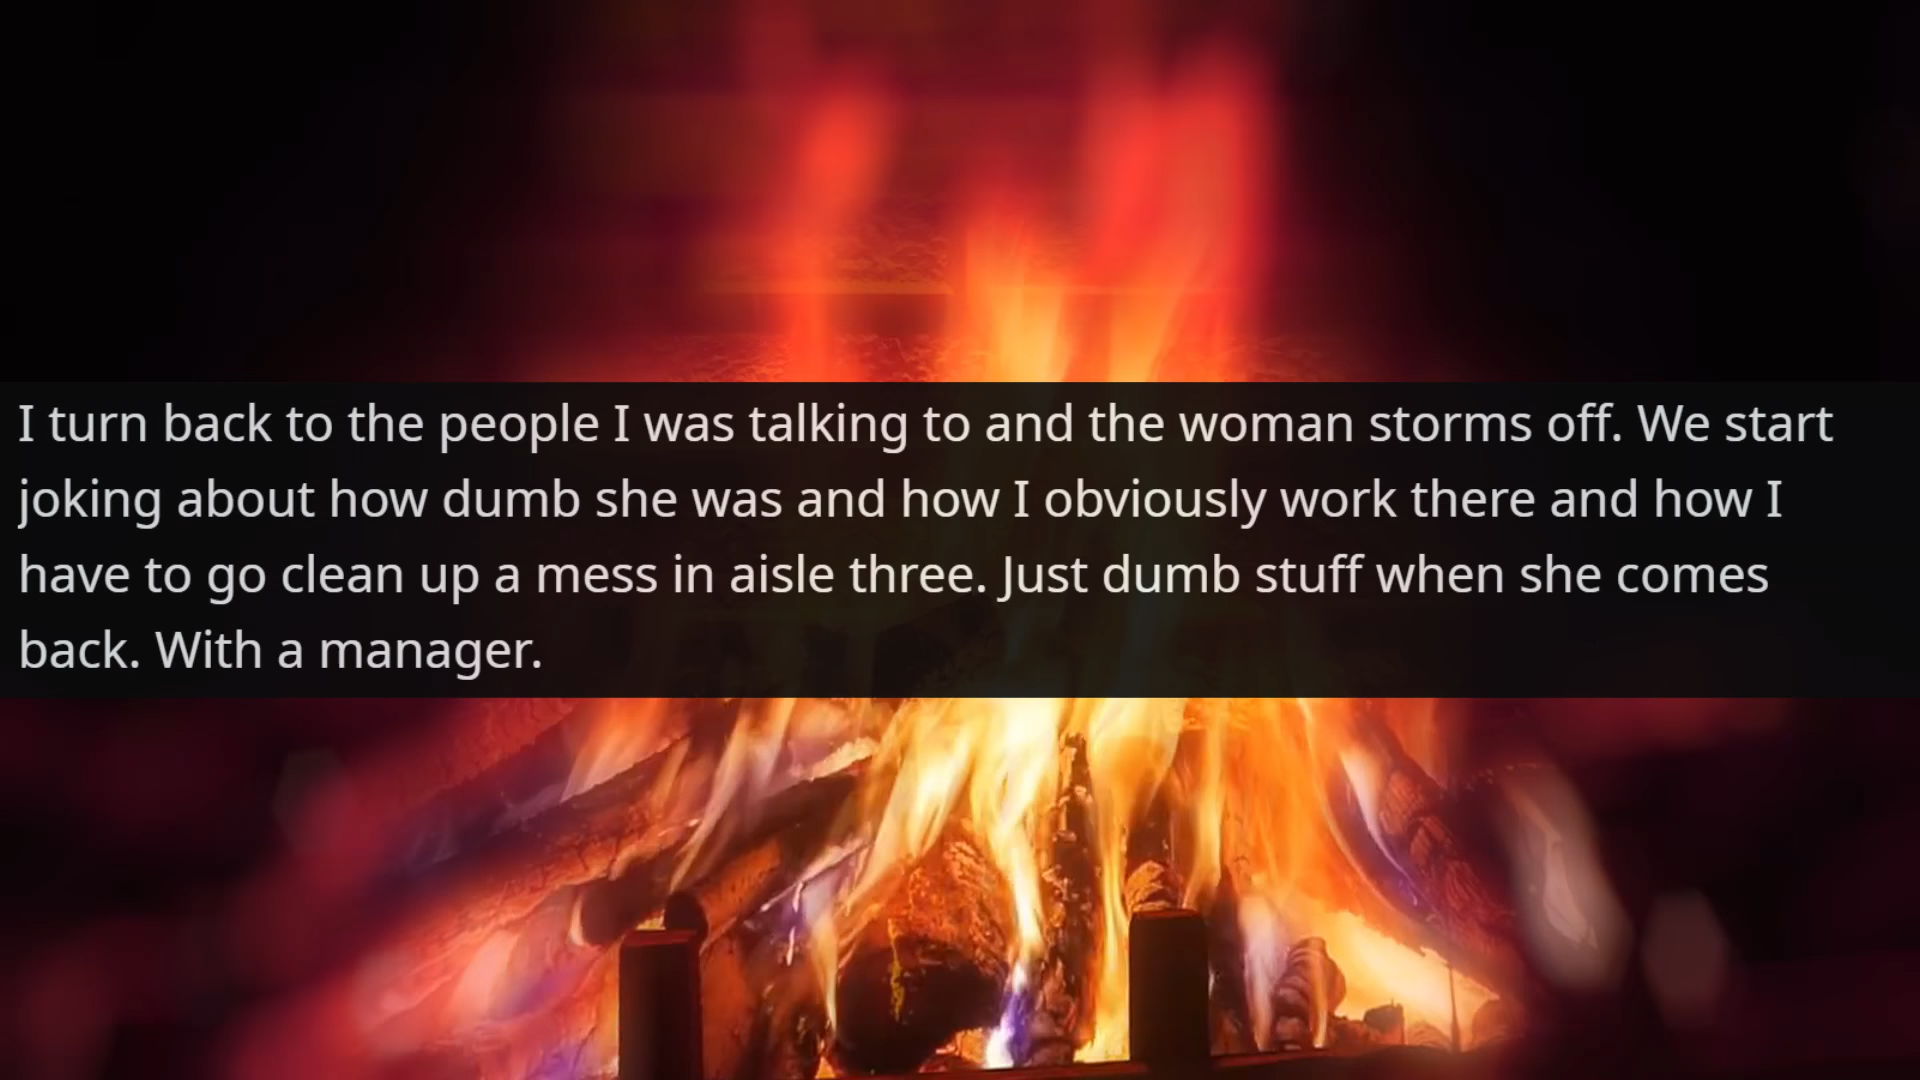 I turn back to the people I was talking to and the woman storms off. We start
joking about how dumb she was and how I obviously work there and how I
have to go clean up a mess in aisle three. Just dumb stuff when she comes
back. With a manager.